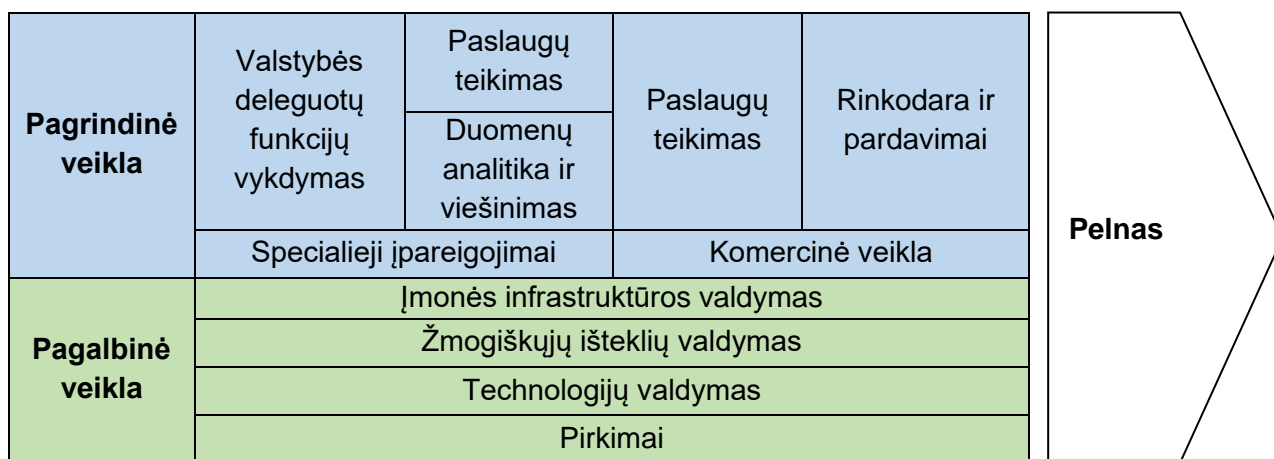 Pagrindinė
veikla
Valstybės
deleguotų
funkcijų
vykdymas
Paslaugų
teikimas
Duomenų
analitika ir
viešinimas
Paslaugų
teikimas
Rinkodara ir
pardavimai
Specialieji įpareigojimai
Komercinė veikla
Pagalbinė
veikla
Įmonės infrastruktūros valdymas
Žmogiškųjų išteklių valdymas
Technologijų valdymas
Pirkimai
Pelnas